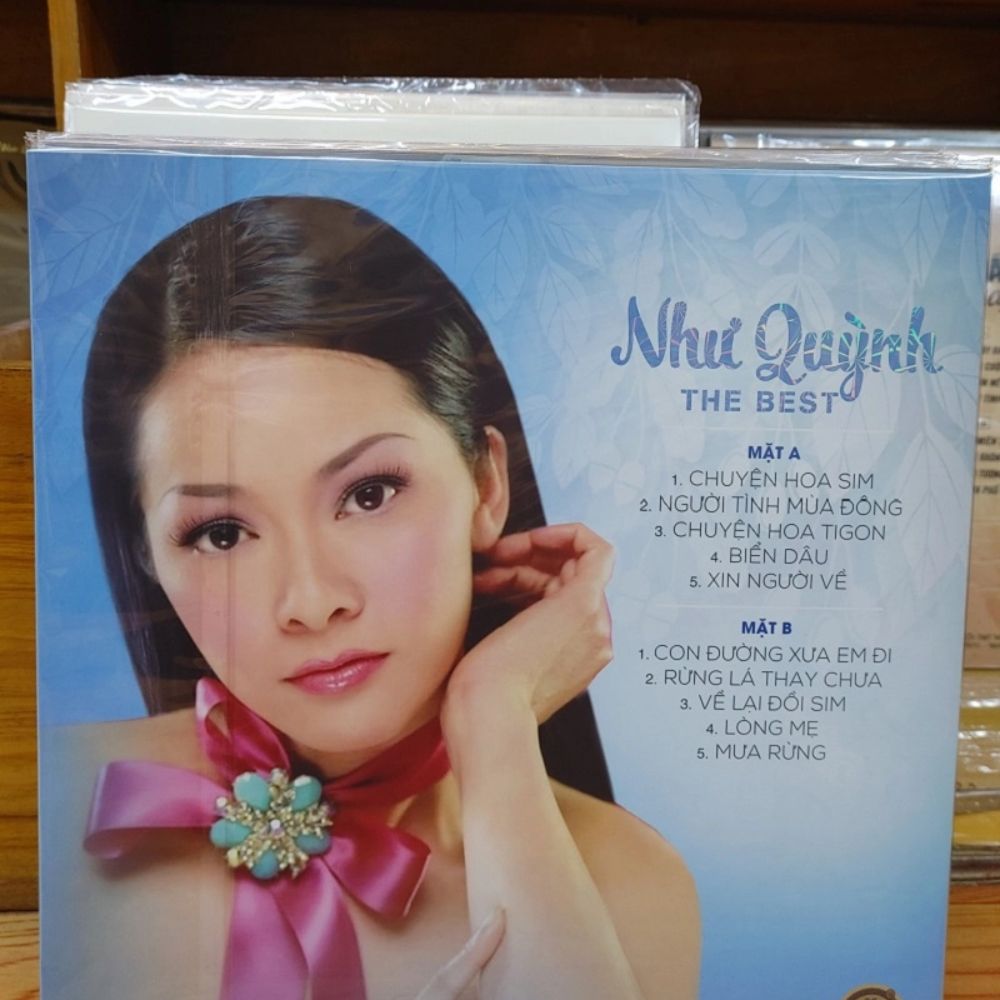 Như Quỳnh
THE BEST
MẶT A
1. CHUYỆN HOA SIM
2. NGƯỜI TÌNH MÙA ĐÔNG
3. CHUYỆN HOA TIGON
4. BIỂN DÂU
5. XIN NGƯỜI VỀ
MẶT B
1. CON ĐƯỜNG XƯA EM ĐI
2. RỪNG LÁ THAY CHƯA
3. VỀ LẠI ĐỒI SIM
4. LÒNG MẸ
5. MƯA RỪNG